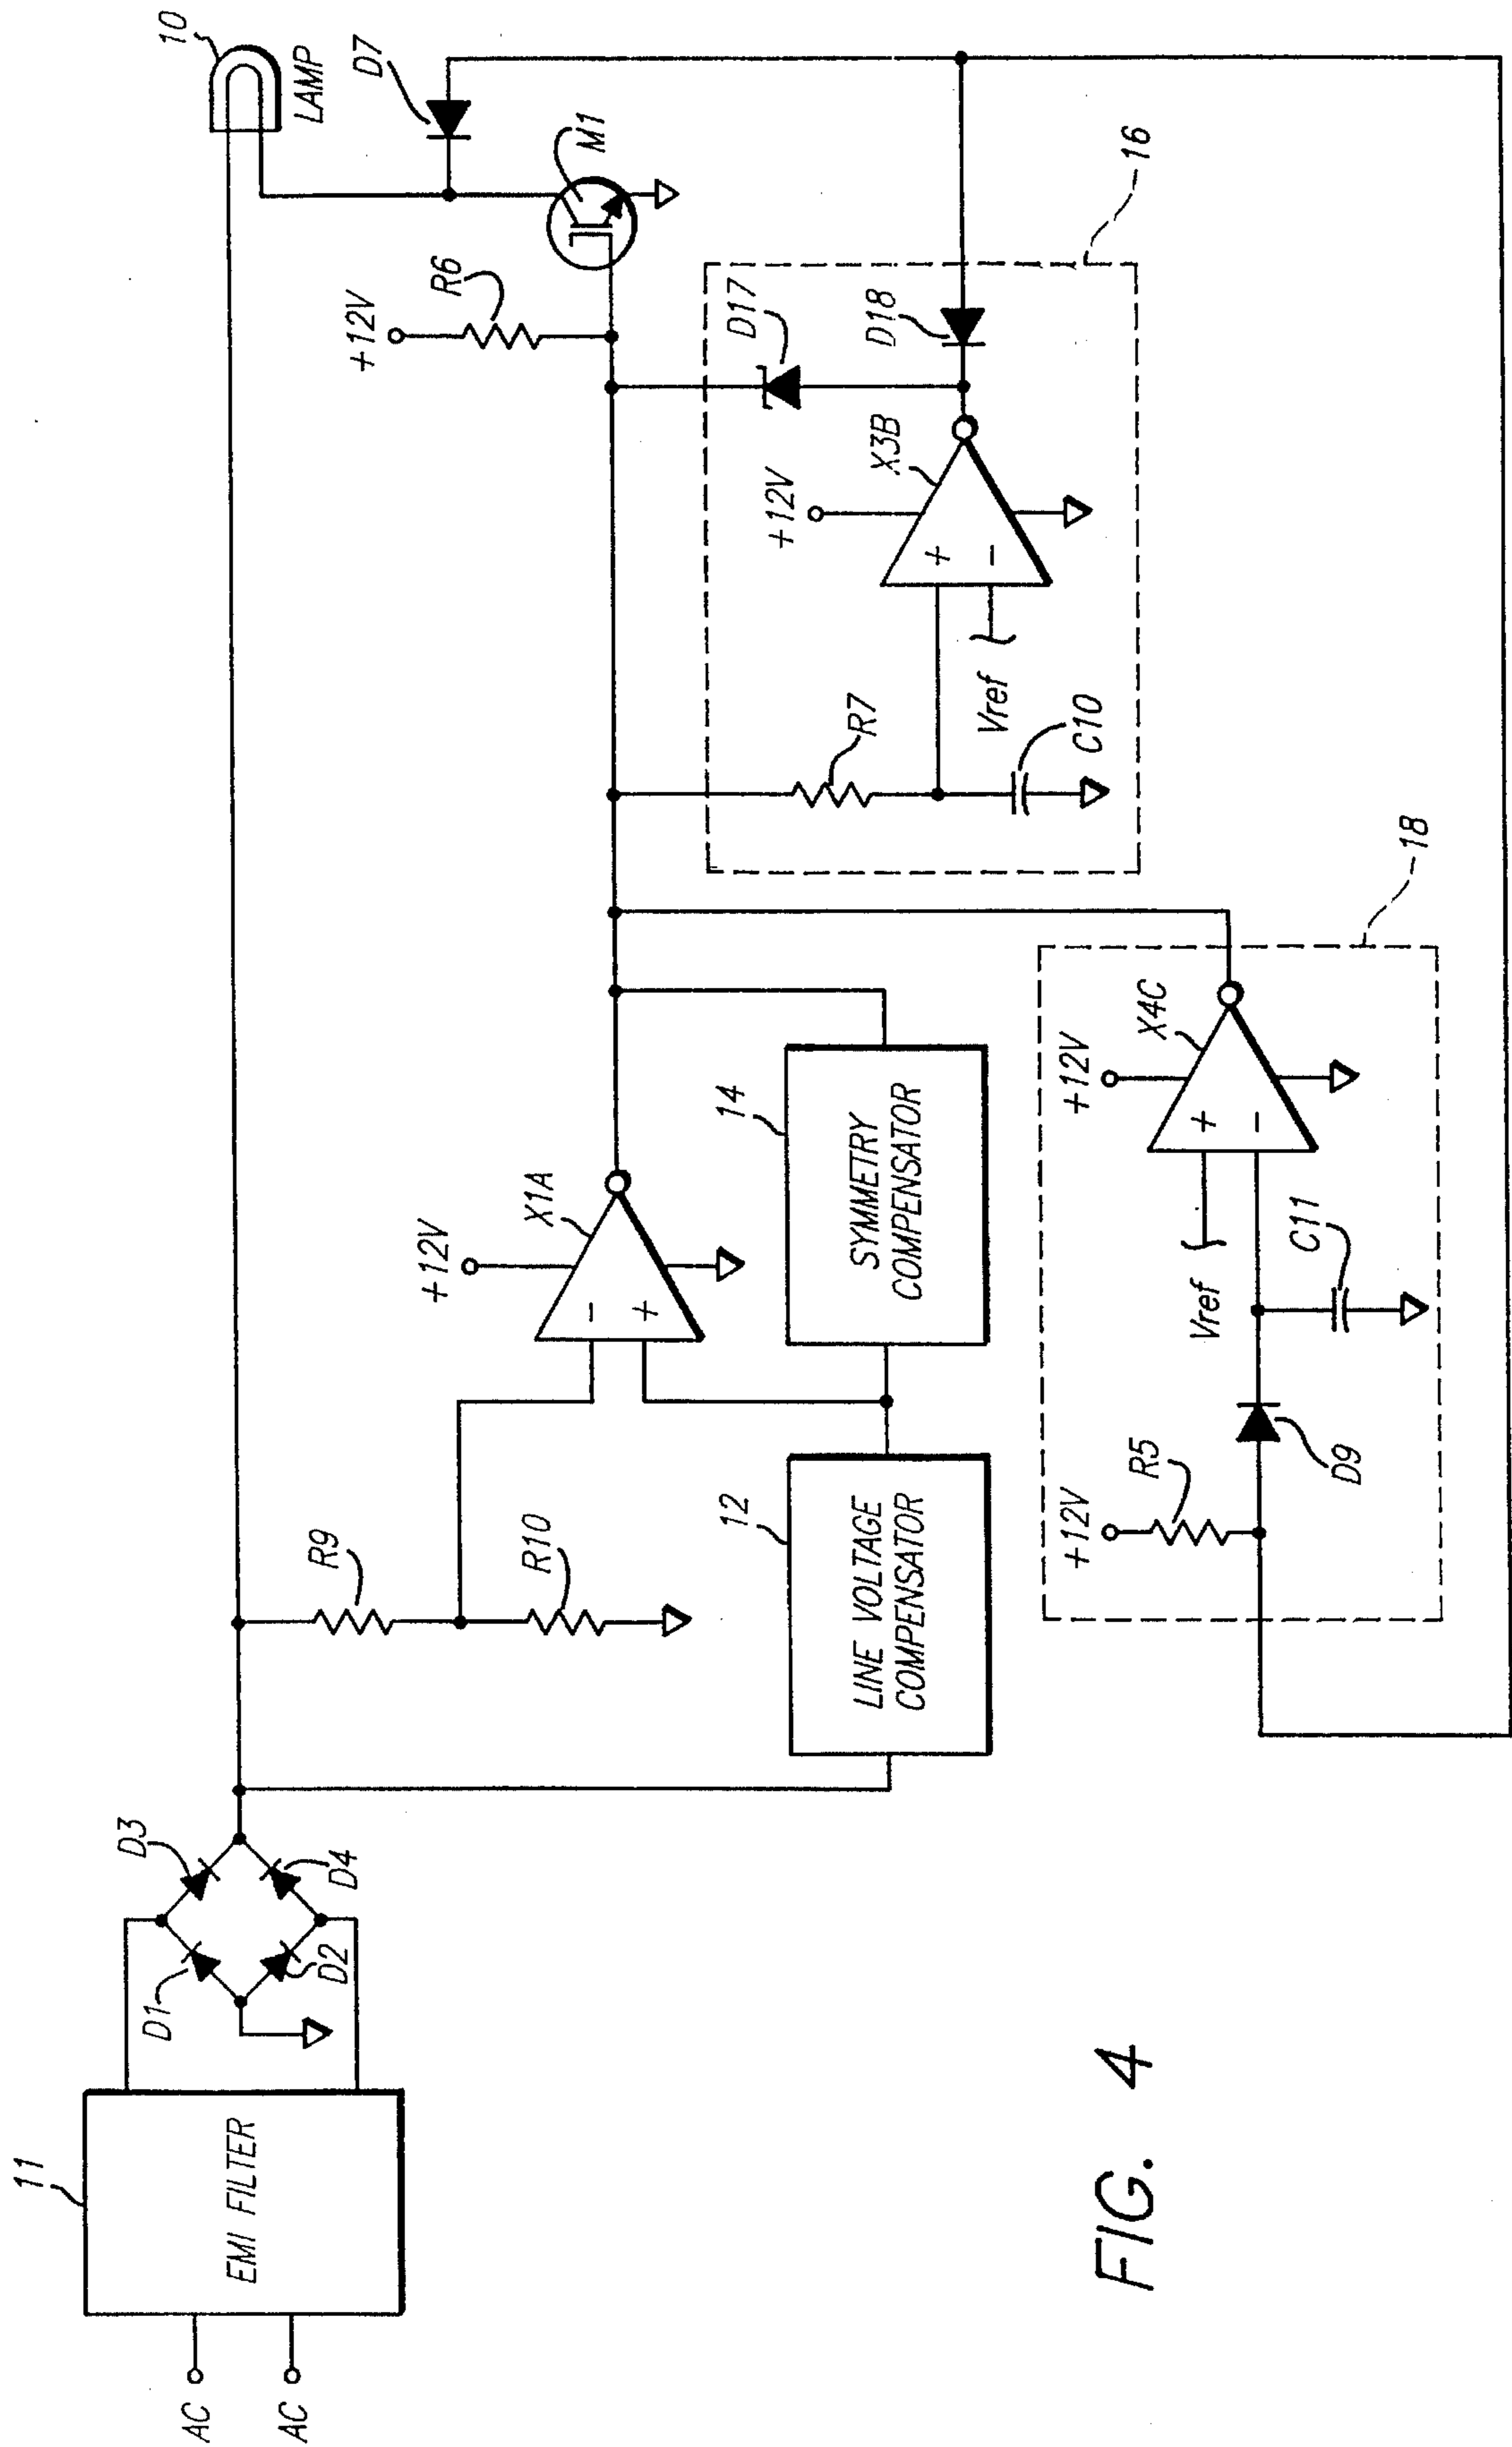 AC
AC
11
EMI FILTER
D1
D2
D3
D4
R9
R10
12
LINE VOLTAGE
COMPENSATOR
+12V
X1A
-
+
14
SYMMETRY
COMPENSATOR
+12V
R5
D9
C11
Vref
+12V
X4C
+
-
18
R7
C10
Vref
+12V
X3B
+
-
D17
D18
16
+12V
R6
M1
D7
10
LAMP
FIG. 4